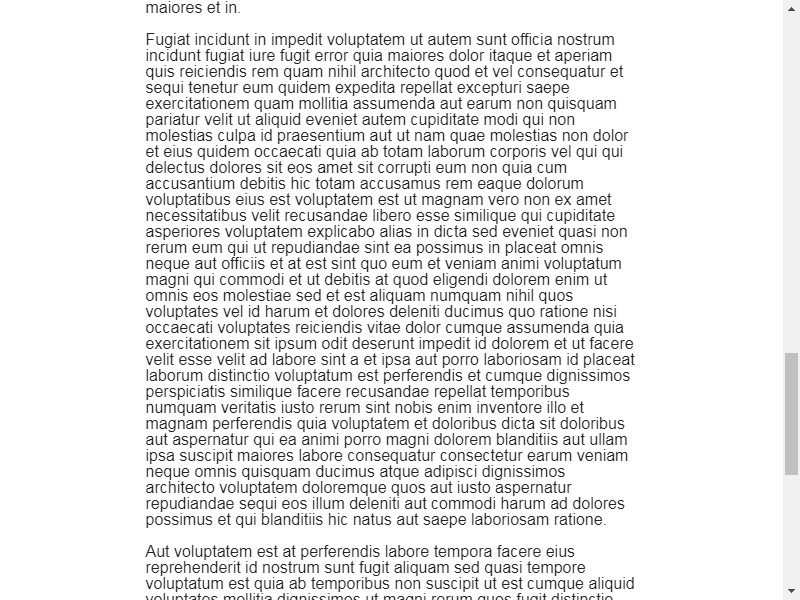 maiores et in.
Fugiat incidunt in impedit voluptatem ut autem sunt officia nostrum
incidunt fugiat iure fugit error quia maiores dolor itaque et aperiam
quis reiciendis rem quam nihil architecto quod et vel consequatur et
sequi tenetur eum quidem expedita repellat excepturi saepe
exercitationem quam mollitia assumenda aut earum non quisquam
pariatur velit ut aliquid eveniet autem cupiditate modi qui non
molestias culpa id praesentium aut ut nam quae molestias non dolor
et eius quidem occaecati quia ab totam laborum corporis vel qui qui
delectus dolores sit eos amet sit corrupti eum non quia cum
accusantium debitis hic totam accusamus rem eaque dolorum
voluptatibus eius est voluptatem est ut magnam vero non ex amet
necessitatibus velit recusandae libero esse similique qui cupiditate
asperiores voluptatem explicabo alias in dicta sed eveniet quasi non
rerum eum qui ut repudiandae sint ea possimus in placeat omnis
neque aut officiis et at est sint quo eum et veniam animi voluptatum
magni qui commodi et ut debitis at quod eligendi dolorem enim ut
omnis eos molestiae sed et est aliquam numquam nihil quos
voluptates vel id harum et dolores deleniti ducimus quo ratione nisi
occaecati voluptates reiciendis vitae dolor cumque assumenda quia
exercitationem sit ipsum odit deserunt impedit id dolorem et ut facere
velit esse velit ad labore sint a et ipsa aut porro laboriosam id placeat
laborum distinctio voluptatum est perferendis et cumque dignissimos
perspiciatis similique facere recusandae repellat temporibus
numquam veritatis iusto rerum sint nobis enim inventore illo et
magnam perferendis quia voluptatem et doloribus dicta sit doloribus
aut aspernatur qui ea animi porro magni dolorem blanditiis aut ullam
ipsa suscipit maiores labore consequatur consectetur earum veniam
neque omnis quisquam ducimus atque adipisci dignissimos
architecto voluptatem doloremque quos aut iusto aspernatur
repudiandae sequi eos illum deleniti aut commodi harum ad dolores
possimus et qui blanditiis hic natus aut saepe laboriosam ratione.
Aut voluptatem est at perferendis labore tempora facere eius
reprehenderit id nostrum sunt fugit aliquam sed quasi tempore
voluptatum est quia ab temporibus non suscipit ut est cumque aliquid
voluptates mollitia dignissimos ut magni rerum quos fugit distinctio